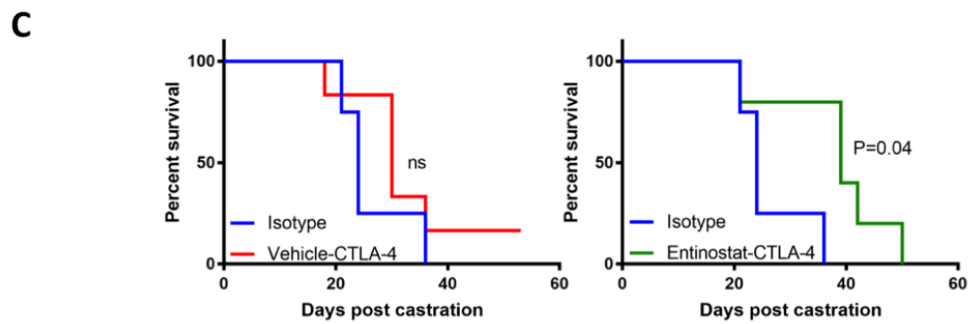 C
Percent survival
100
50
0
ns
Isotype
Vehicle-CTLA-4
0 20 40 60
Days post castration
Percent survival
100
50
0
P=0.04
Isotype
Entinostat-CTLA-4
0 20 40 60
Days post castration